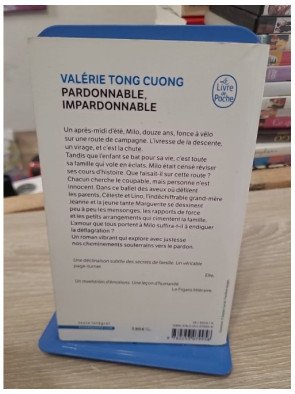 VALÉRIE TONG CUONG
PARDONNABLE,
IMPARDONNABLE
Le Livre
de Poche
Un après-midi d'été, Milo, douze ans, fonce à vélo
sur une route de campagne. L'ivresse de la descente,
un virage, et c'est la chute.
Tandis que l'enfant se bat pour sa vie, c'est toute
sa famille qui vole en éclats. Milo était censé réviser
ses cours d'histoire. Que faisait-il sur cette route ?
Chacun cherche le coupable, mais personne n'est
innocent. Dans ce ballet des aveux où défilent
les parents, Céleste et Lino, l'indéchiffrable grand-mère
Jeanne et la jeune tante Marguerite se dessinent
peu à peu les mensonges, les rapports de force
et les petits arrangements qui cimentent la famille.
L'amour que tous portent à Milo suffira-t-il à endiguer
la déflagration ?
Un roman vibrant qui explore avec justesse
nos cheminements souterrains vers le pardon.
Une déclinaison subtile des secrets de famille. Un véritable
page-turner.
Elle.
Un maelström d'émotions. Une leçon d'humanité.
Le Figaro littéraire.
texte intégral